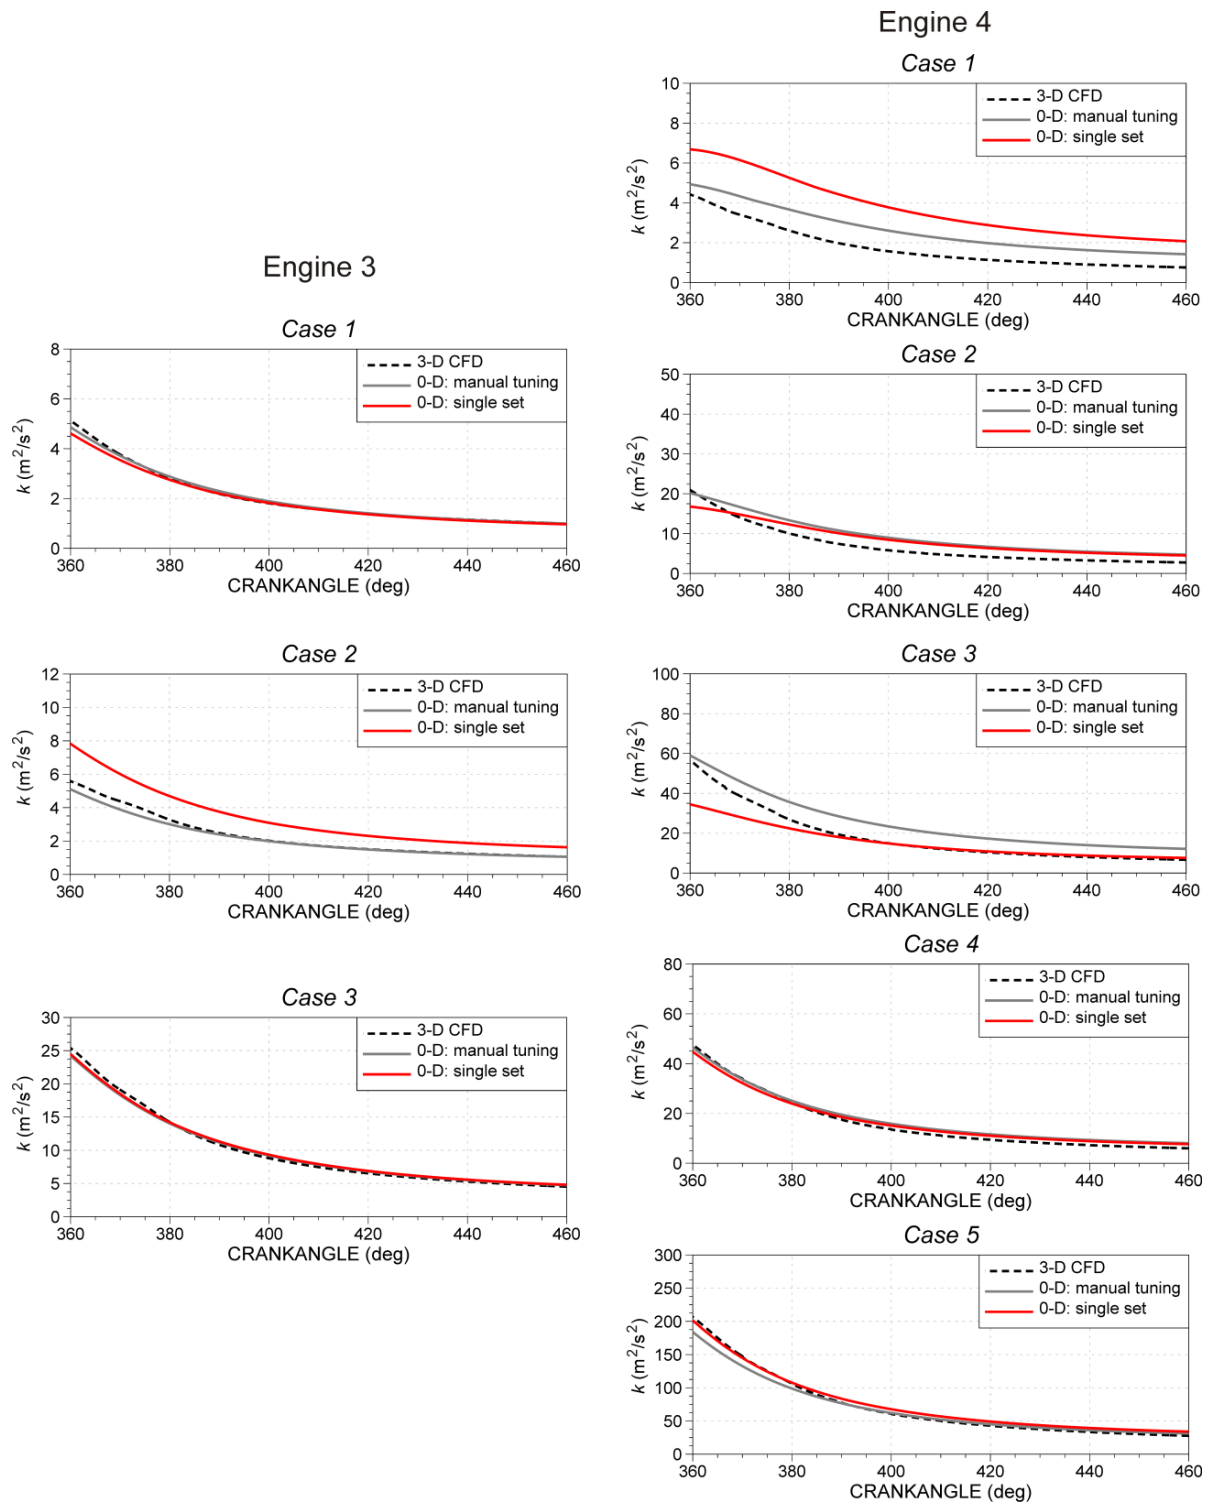 Engine 3
Case 1
8
6
4
2
0
k (m²/s²)
3-D CFD
0-D: manual tuning
0-D: single set
360 380 400 420 440 460
CRANKANGLE (deg)
Case 2
12
10
8
6
4
2
0
k (m²/s²)
3-D CFD
0-D: manual tuning
0-D: single set
360 380 400 420 440 460
CRANKANGLE (deg)
Case 3
30
25
20
15
10
5
0
k (m²/s²)
3-D CFD
0-D: manual tuning
0-D: single set
360 380 400 420 440 460
CRANKANGLE (deg)
Engine 4
Case 1
10
8
6
4
2
0
k (m²/s²)
3-D CFD
0-D: manual tuning
0-D: single set
360 380 400 420 440 460
CRANKANGLE (deg)
Case 2
50
40
30
20
10
0
k (m²/s²)
3-D CFD
0-D: manual tuning
0-D: single set
360 380 400 420 440 460
CRANKANGLE (deg)
Case 3
100
80
60
40
20
0
k (m²/s²)
3-D CFD
0-D: manual tuning
0-D: single set
360 380 400 420 440 460
CRANKANGLE (deg)
Case 4
80
60
40
20
0
k (m²/s²)
3-D CFD
0-D: manual tuning
0-D: single set
360 380 400 420 440 460
CRANKANGLE (deg)
Case 5
300
250
200
150
100
50
0
k (m²/s²)
3-D CFD
0-D: manual tuning
0-D: single set
360 380 400 420 440 460
CRANKANGLE (deg)